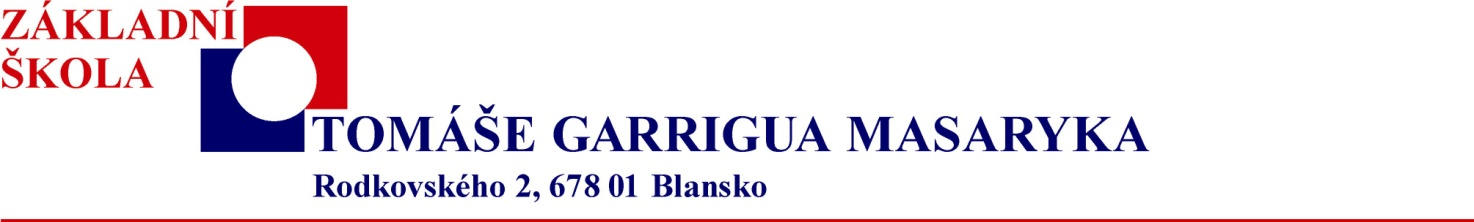 ZÁKLADNÍ
ŠKOLA
TOMÁŠE GARRIGUA MASARYKA
Rodkovského 2, 678 01 Blansko